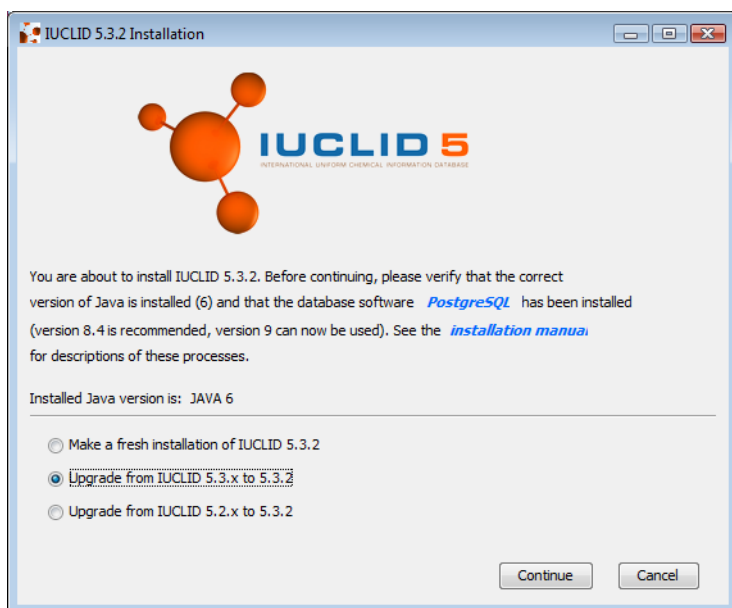 IUCLID 5.3.2 Installation
IUCLID 5
INTERNATIONAL UNIFORM CHEMICAL INFORMATION DATABASE
You are about to install IUCLID 5.3.2. Before continuing, please verify that the correct
version of Java is installed (6) and that the database software PostgreSQL has been installed
(version 8.4 is recommended, version 9 can now be used). See the installation manual
for descriptions of these processes.
Installed Java version is: JAVA 6
Make a fresh installation of IUCLID 5.3.2
Upgrade from IUCLID 5.3.x to 5.3.2
Upgrade from IUCLID 5.2.x to 5.3.2
Continue Cancel